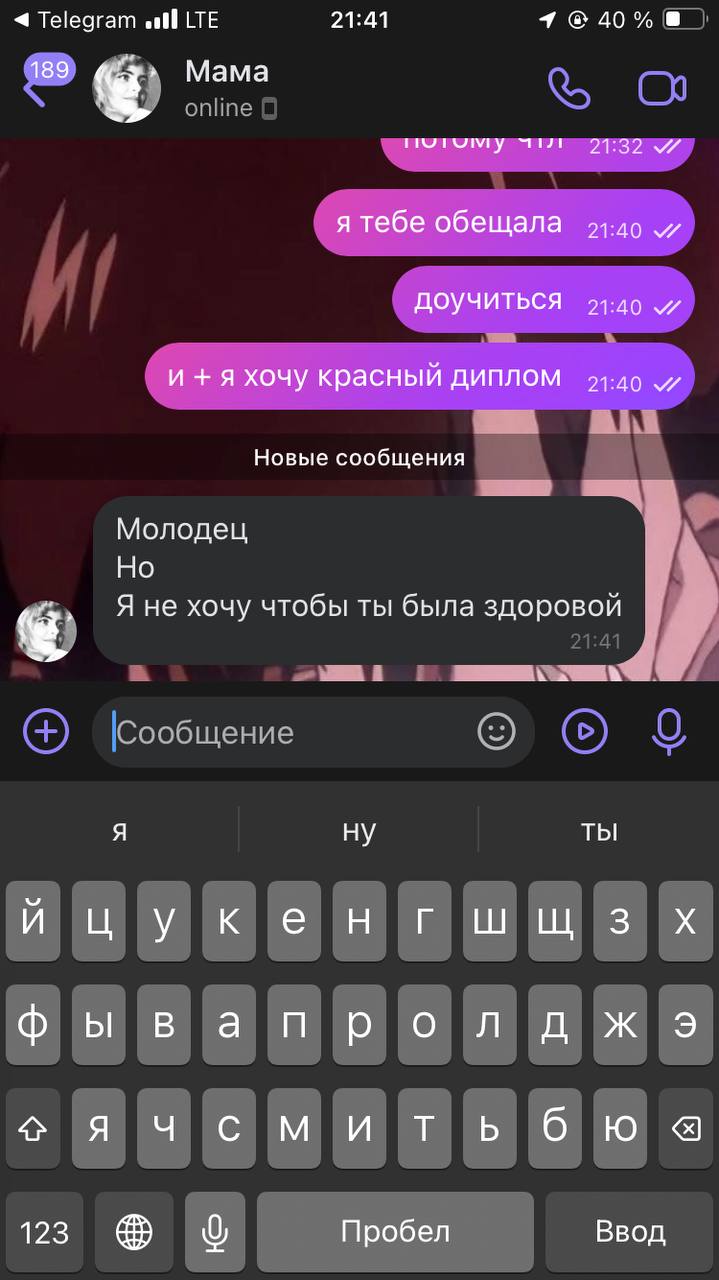 Telegram LTE 21:41 40 %
189
Мама
online
потому чтл 21:32
я тебе обещала 21:40
доучиться 21:40
и + я хочу красный диплом 21:40
Новые сообщения
Молодец
Но
Я не хочу чтобы ты была здоровой
21:41
Сообщение
я ну ты
й ц у к е н г ш щ з х
ф ы в а п р о л д ж э
я ч с м и т ь б ю
123 Пробел Ввод